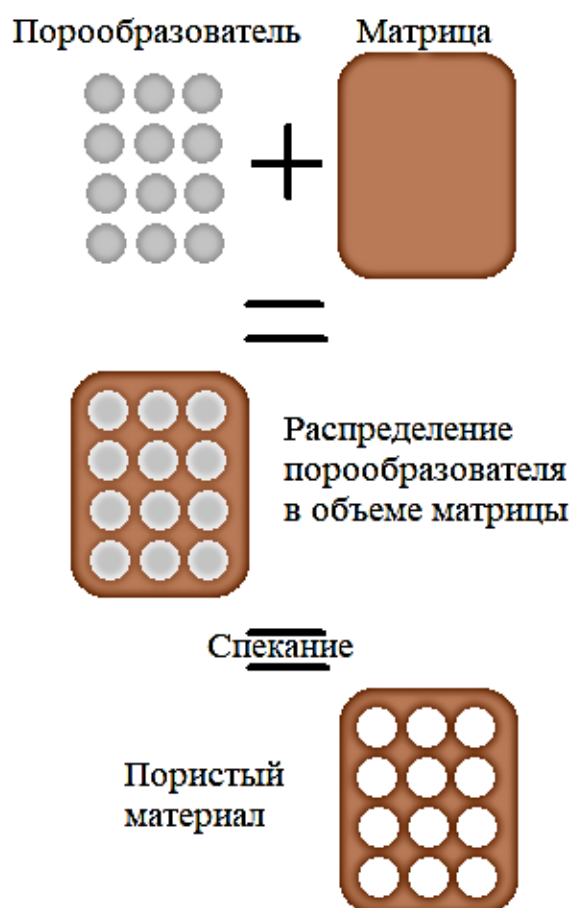 Порообразователь
Матрица
Распределение
порообразователя
в объеме матрицы
Спекание
Пористый
материал